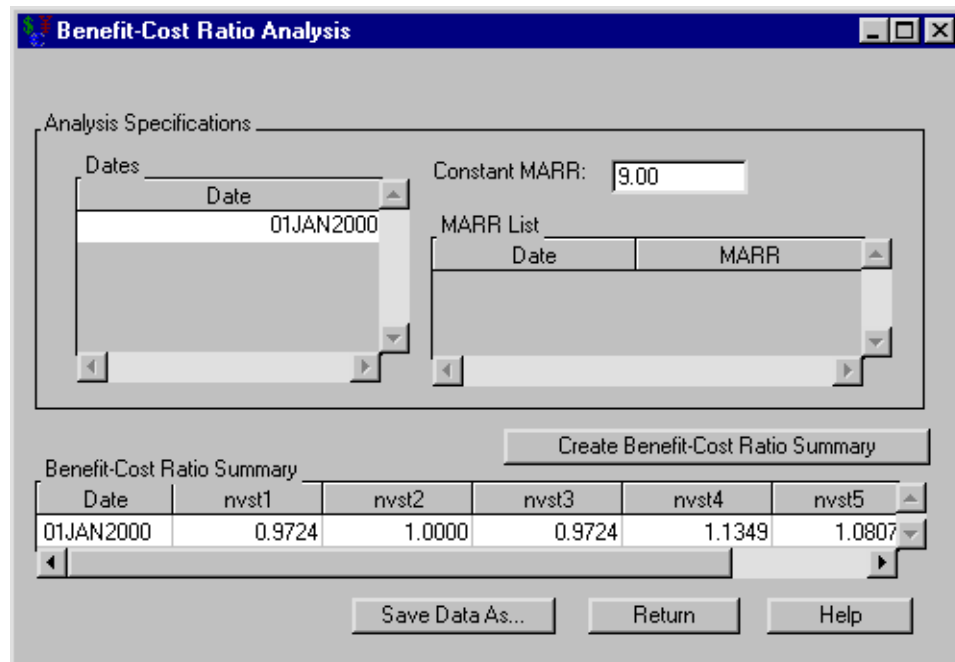 Benefit-Cost Ratio Analysis
Analysis Specifications
Dates
Date
01JAN2000
Constant MARR: 9.00
MARR List
Date MARR
Create Benefit-Cost Ratio Summary
Benefit-Cost Ratio Summary
Date nvst1 nvst2 nvst3 nvst4 nvst5
01JAN2000 0.9724 1.0000 0.9724 1.1349 1.0807
Save Data As... Return Help